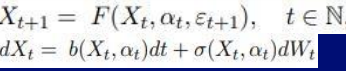 X_{t+1} = F(X_t, α_t, ε_{t+1}), t ∈ ℕ,
dX_t = b(X_t, α_t)dt + σ(X_t, α_t)dW_t